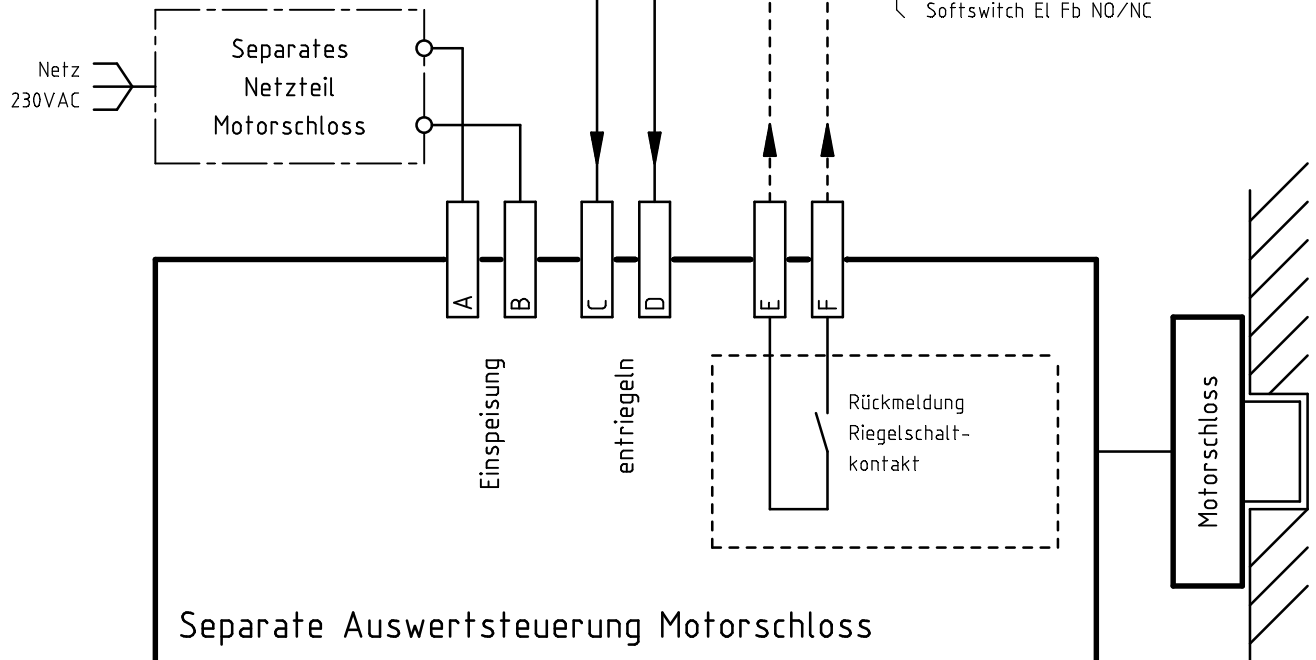 Softswitch El Fb NO/NC
Netz
230VAC
Separates
Netzteil
Motorschloss
A
B
C
D
E
F
Einspeisung
entriegeln
Rückmeldung
Riegelschalt-
kontakt
Motorschloss
Separate Auswertsteuerung Motorschloss